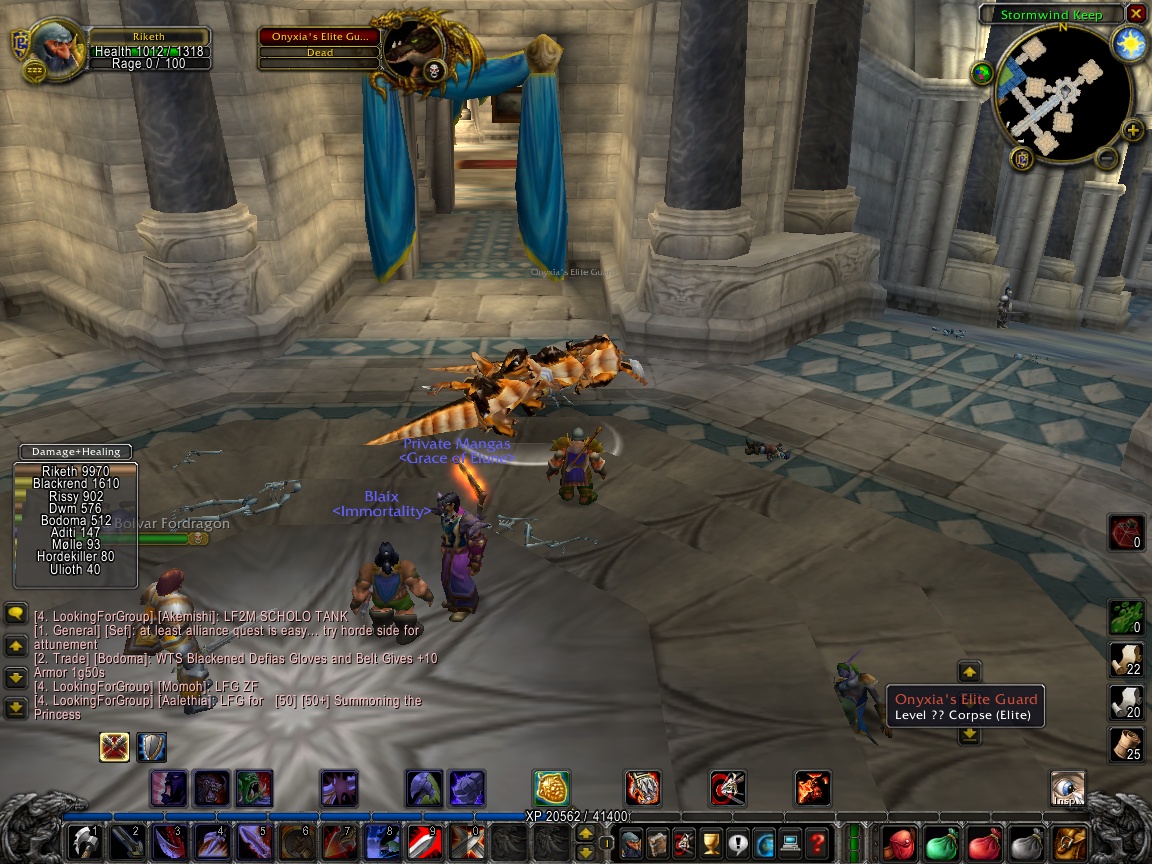 Riketh
Health 1012 / 1318
Rage 0 / 100
zzz
Onyxia's Elite Gu...
Dead
Stormwind Keep
N
Onyxia's Elite Guard
Private Mangas
<Grace of Elune>
Blaix
<Immortality>
Bolvar Fordragon
Damage+Healing
Riketh 9970
Blackrend 1610
Rissy 902
Dwm 576
Bodoma 512
Aditi 147
Mølle 93
Hordekiller 80
Ulioth 40
[4. LookingForGroup] [Akemishi]: LF2M SCHOLO TANK
[1. General] [Sef]: at least alliance quest is easy... try horde side for
attunement
[2. Trade] [Bodoma]: WTS Blackened Defias Gloves and Belt Gives +10
Armor 1g50s
[4. LookingForGroup] [Momoh]: LFG ZF
[4. LookingForGroup] [Aalethia]: LFG for [50] [50+] Summoning the
Princess
Onyxia's Elite Guard
Level ?? Corpse (Elite)
0
0
22
20
25
Insp
XP 20562 / 41400
1 2 3 4 5 6 7 8 9 0
1